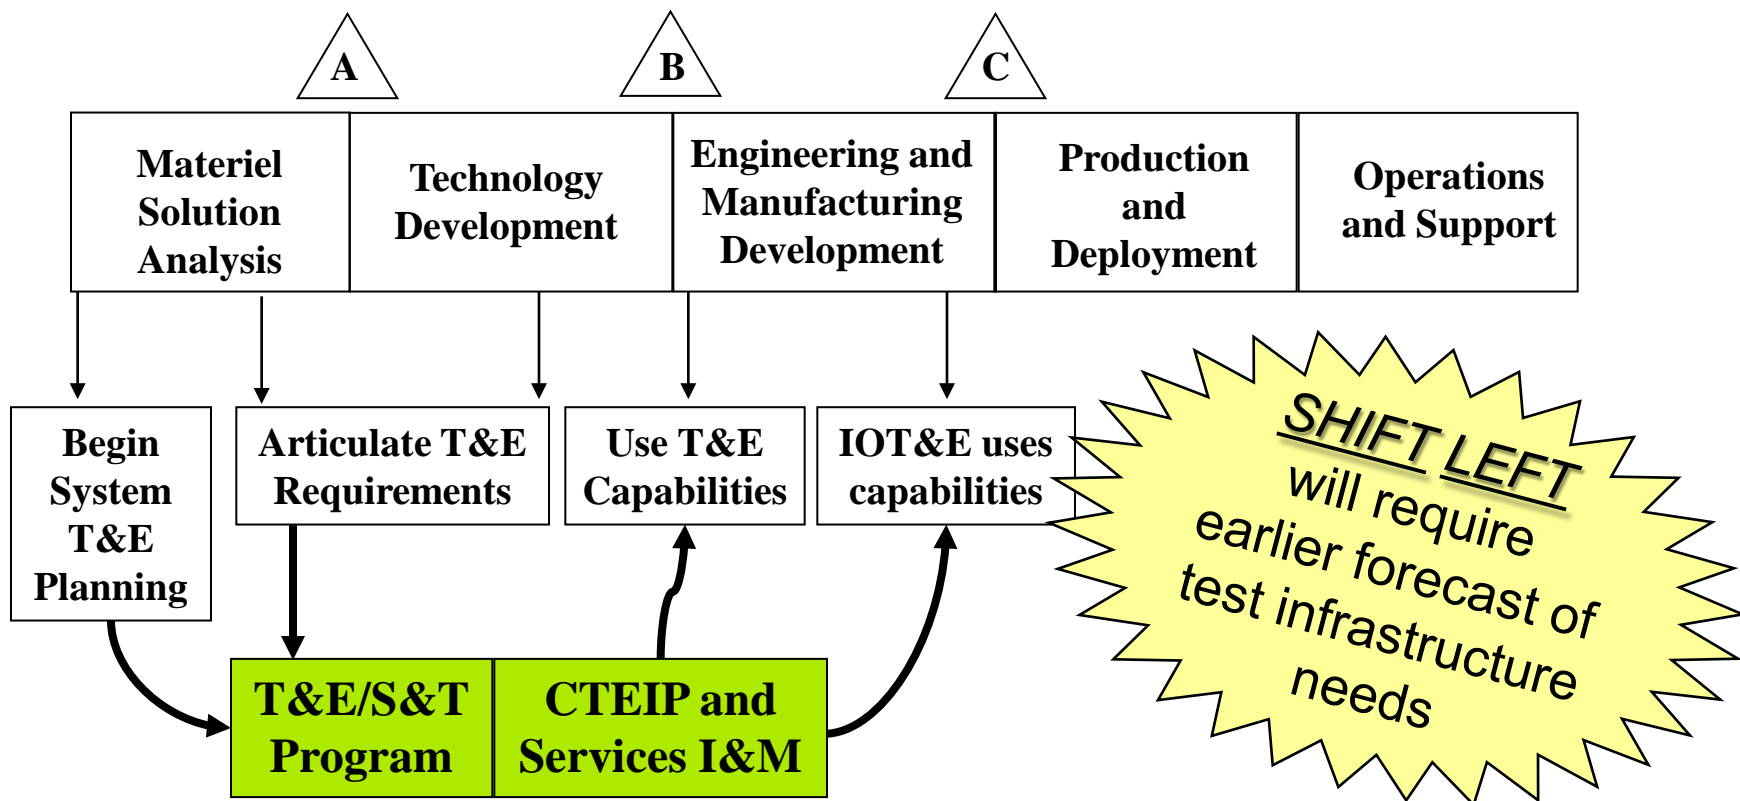 A
B
C
Materiel
Solution
Analysis
Technology
Development
Engineering and
Manufacturing
Development
Production
and
Deployment
Operations
and Support
Begin
System
T&E
Planning
Articulate T&E
Requirements
Use T&E
Capabilities
IOT&E uses
capabilities
SHIFT LEFT
will require
earlier forecast of
test infrastructure
needs
T&E/S&T
Program
CTEIP and
Services I&M